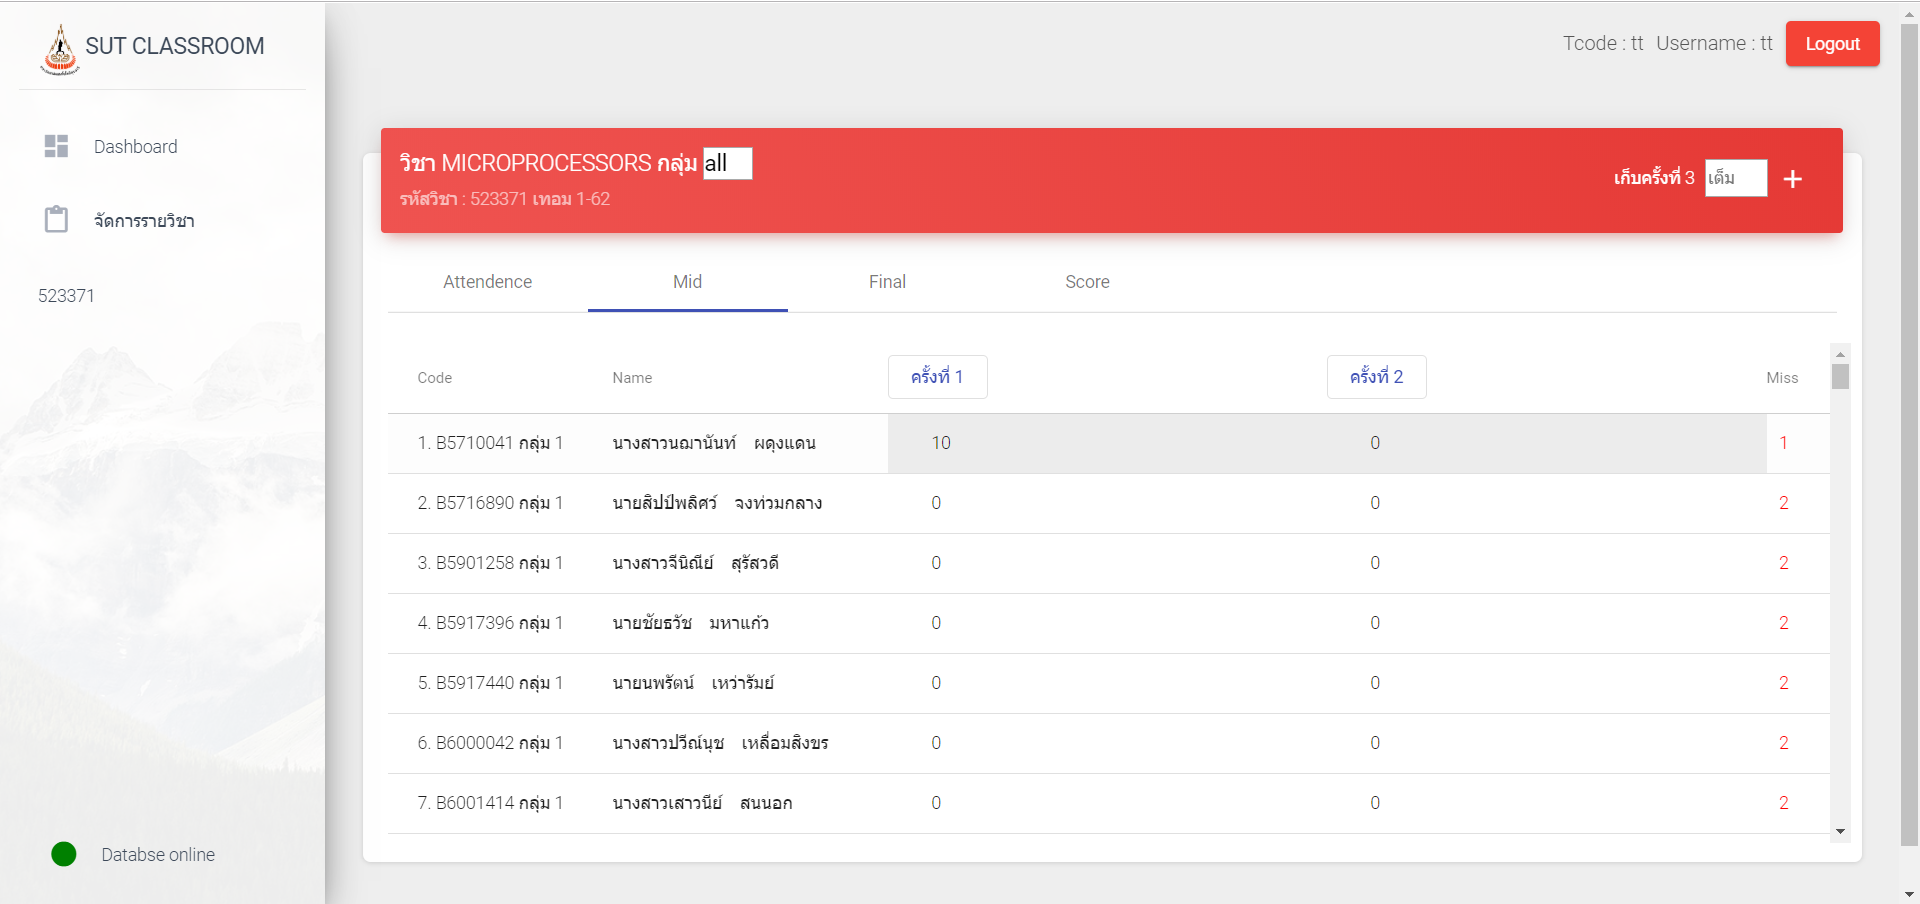 SUT CLASSROOM
Dashboard
จัดการรายวิชา
523371
Databse online
Tcode : tt Username : tt Logout
วิชา MICROPROCESSORS กลุ่ม all
รหัสวิชา : 523371 เทอม 1-62
เก็บครั้งที่ 3 เต็ม +
Attendence Mid Final Score
Code Name ครั้งที่ 1 ครั้งที่ 2 Miss
1. B5710041 กลุ่ม 1 นางสาวนฌานันท์ ผดุงแดน 10 0 1
2. B5716890 กลุ่ม 1 นายสิปป์พลิศว์ จงท่วมกลาง 0 0 2
3. B5901258 กลุ่ม 1 นางสาวจีนิณีย์ สุรัสวดี 0 0 2
4. B5917396 กลุ่ม 1 นายชัยธวัช มหาแก้ว 0 0 2
5. B5917440 กลุ่ม 1 นายนพรัตน์ เหว่ารัมย์ 0 0 2
6. B6000042 กลุ่ม 1 นางสาวปวีณ์นุช เหลื่อมสิงขร 0 0 2
7. B6001414 กลุ่ม 1 นางสาวเสาวนีย์ สนนอก 0 0 2